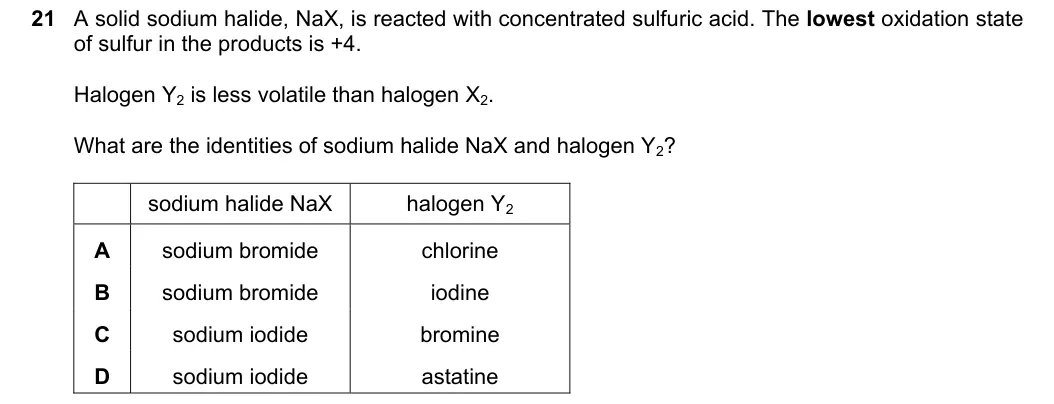 21 A solid sodium halide, NaX, is reacted with concentrated sulfuric acid. The lowest oxidation state
of sulfur in the products is +4.
Halogen Y₂ is less volatile than halogen X₂.
What are the identities of sodium halide NaX and halogen Y₂?
sodium halide NaX halogen Y₂
A sodium bromide chlorine
B sodium bromide iodine
C sodium iodide bromine
D sodium iodide astatine